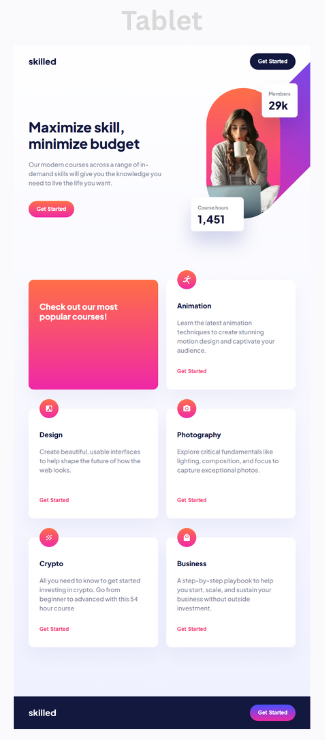 Tablet
skilled
Get Started
Members
29k
Maximize skill,
minimize budget
Our modern courses across a range of in-
demand skills will give you the knowledge you
need to live the life you want.
Get Started
Course hours
1,451
Check out our most
popular courses!
Animation
Learn the latest animation
techniques to create stunning
motion design and captivate your
audience.
Get Started
Design
Create beautiful, usable interfaces
to help shape the future of how the
web looks.
Get Started
Photography
Explore critical fundamentals like
lighting, composition, and focus to
capture exceptional photos.
Get Started
Crypto
All you need to know to get started
investing in crypto. Go from
beginner to advanced with this 54
hour course
Get Started
Business
A step-by-step playbook to help
you start, scale, and sustain your
business without outside
investment.
Get Started
skilled
Get Started